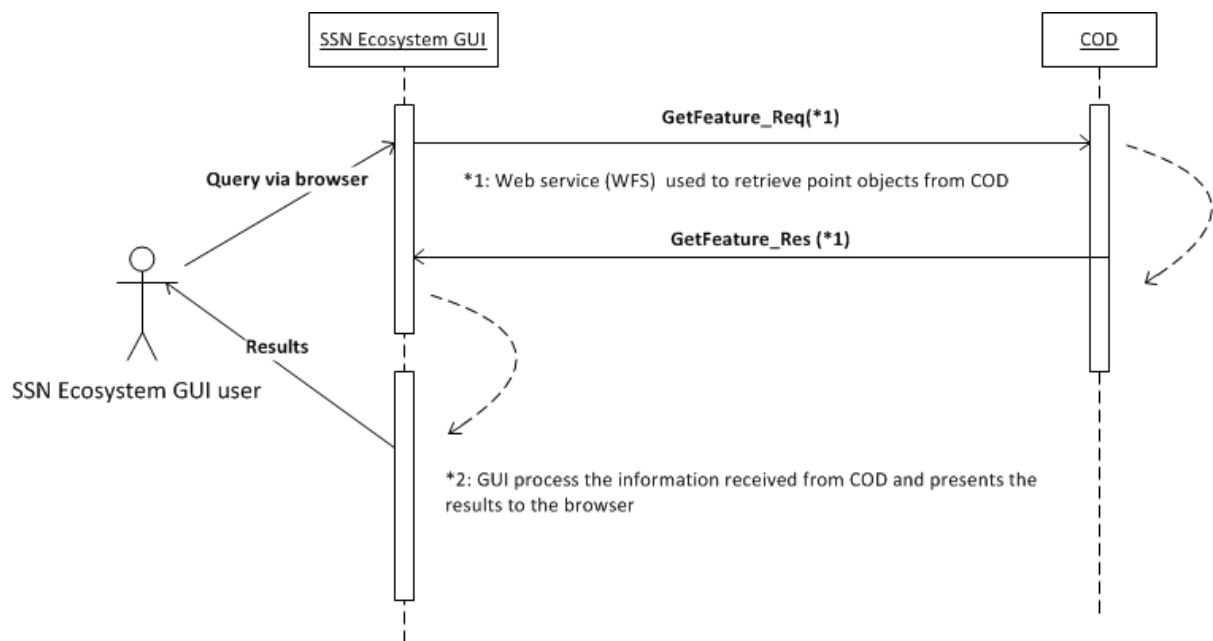 SSN Ecosystem GUI
COD
GetFeature_Req(*1)
Query via browser
*1: Web service (WFS) used to retrieve point objects from COD
GetFeature_Res (*1)
Results
SSN Ecosystem GUI user
*2: GUI process the information received from COD and presents the
results to the browser